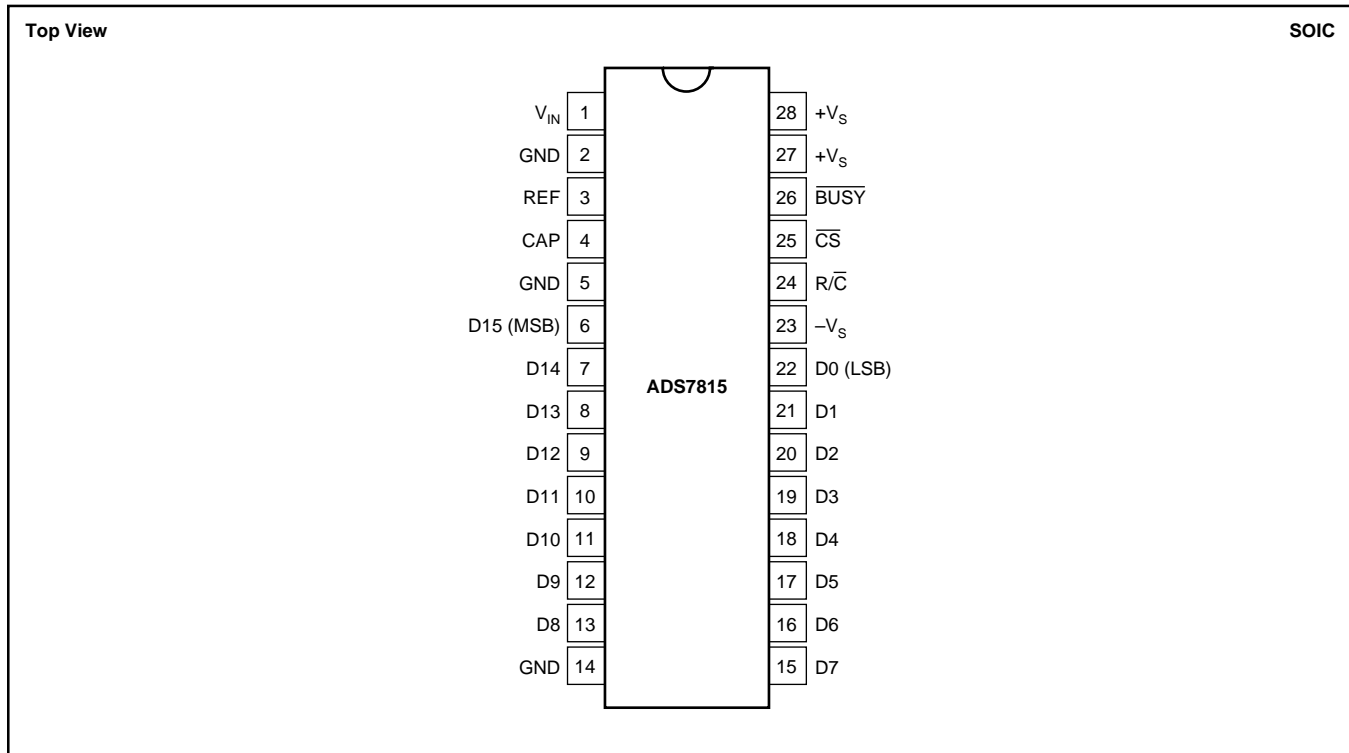 Top View SOIC
V_IN 1 28 +V_S
GND 2 27 +V_S
REF 3 26 B̅U̅S̅Y̅
CAP 4 25 C̅S̅
GND 5 24 R/C̅
D15 (MSB) 6 23 –V_S
D14 7 22 D0 (LSB)
ADS7815
D13 8 21 D1
D12 9 20 D2
D11 10 19 D3
D10 11 18 D4
D9 12 17 D5
D8 13 16 D6
GND 14 15 D7